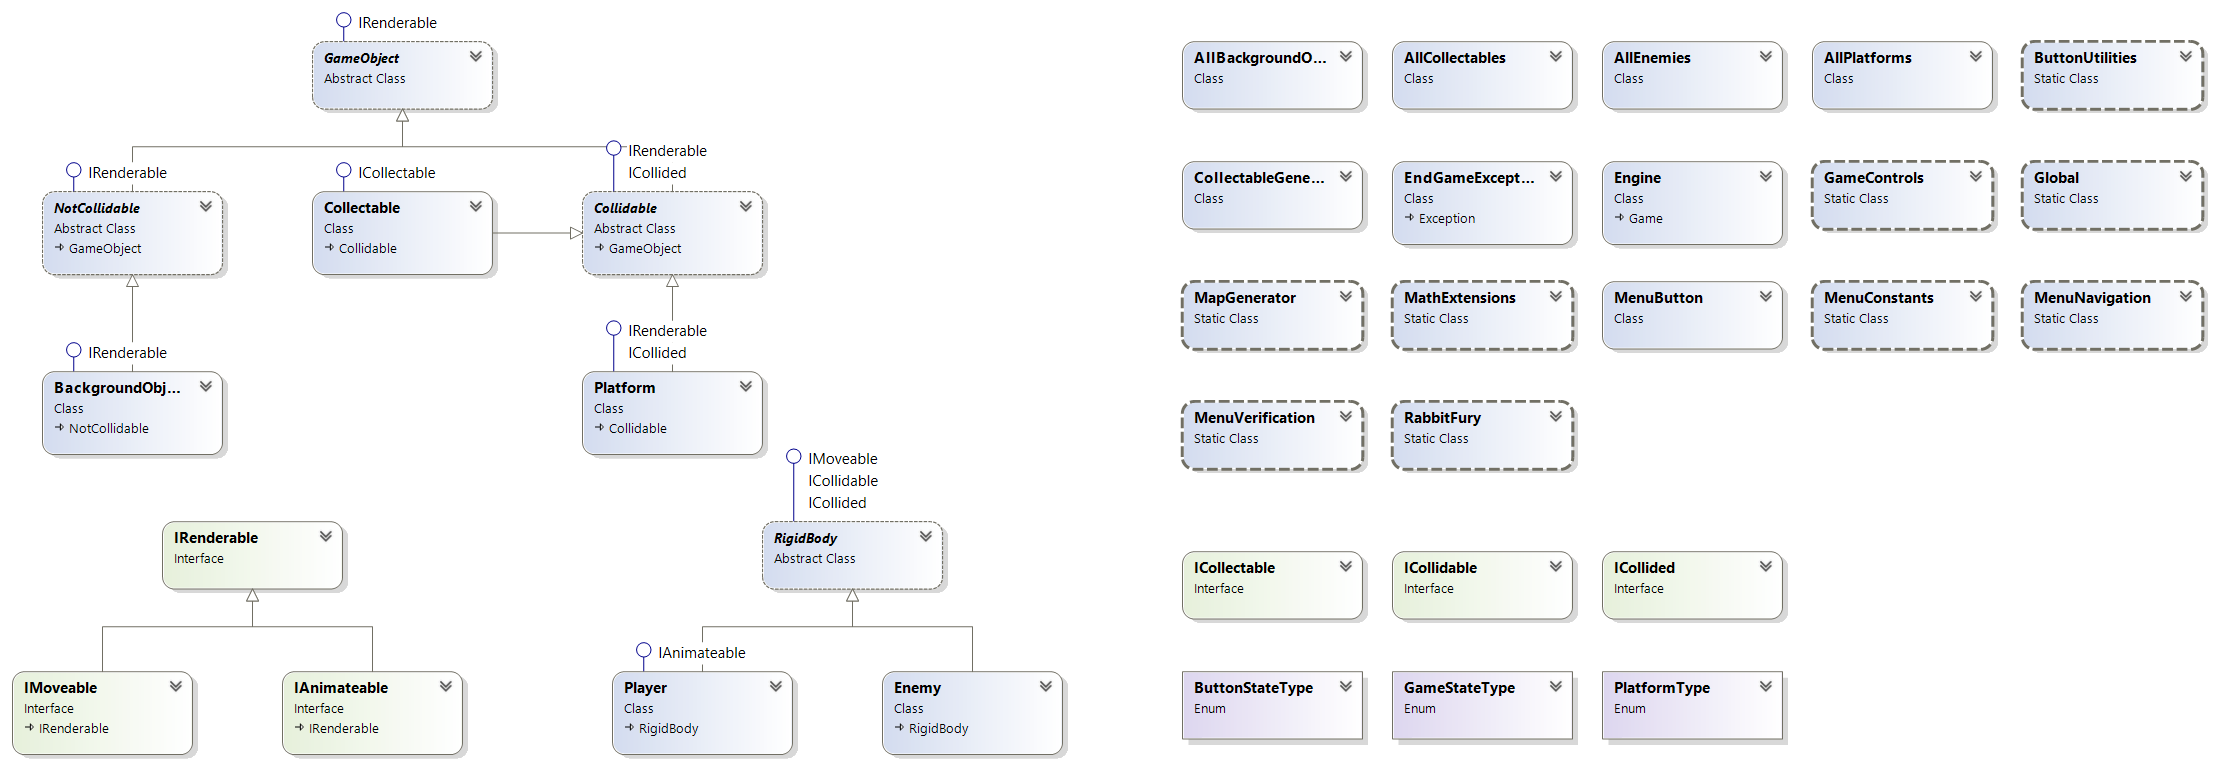 IRenderable
GameObject
Abstract Class
IRenderable
NotCollidable
Abstract Class
GameObject
ICollectable
Collectable
Class
Collidable
IRenderable
ICollided
Collidable
Abstract Class
GameObject
IRenderable
BackgroundObj...
Class
NotCollidable
IRenderable
ICollided
Platform
Class
Collidable
IRenderable
Interface
IMoveable
Interface
IRenderable
IAnimateable
Interface
IRenderable
IMoveable
ICollidable
ICollided
RigidBody
Abstract Class
IAnimateable
Player
Class
RigidBody
Enemy
Class
RigidBody
AllBackgroundO...
Class
AllCollectables
Class
AllEnemies
Class
AllPlatforms
Class
ButtonUtilities
Static Class
CollectableGene...
Class
EndGameExcept...
Class
Exception
Engine
Class
Game
GameControls
Static Class
Global
Static Class
MapGenerator
Static Class
MathExtensions
Static Class
MenuButton
Class
MenuConstants
Static Class
MenuNavigation
Static Class
MenuVerification
Static Class
RabbitFury
Static Class
ICollectable
Interface
ICollidable
Interface
ICollided
Interface
ButtonStateType
Enum
GameStateType
Enum
PlatformType
Enum